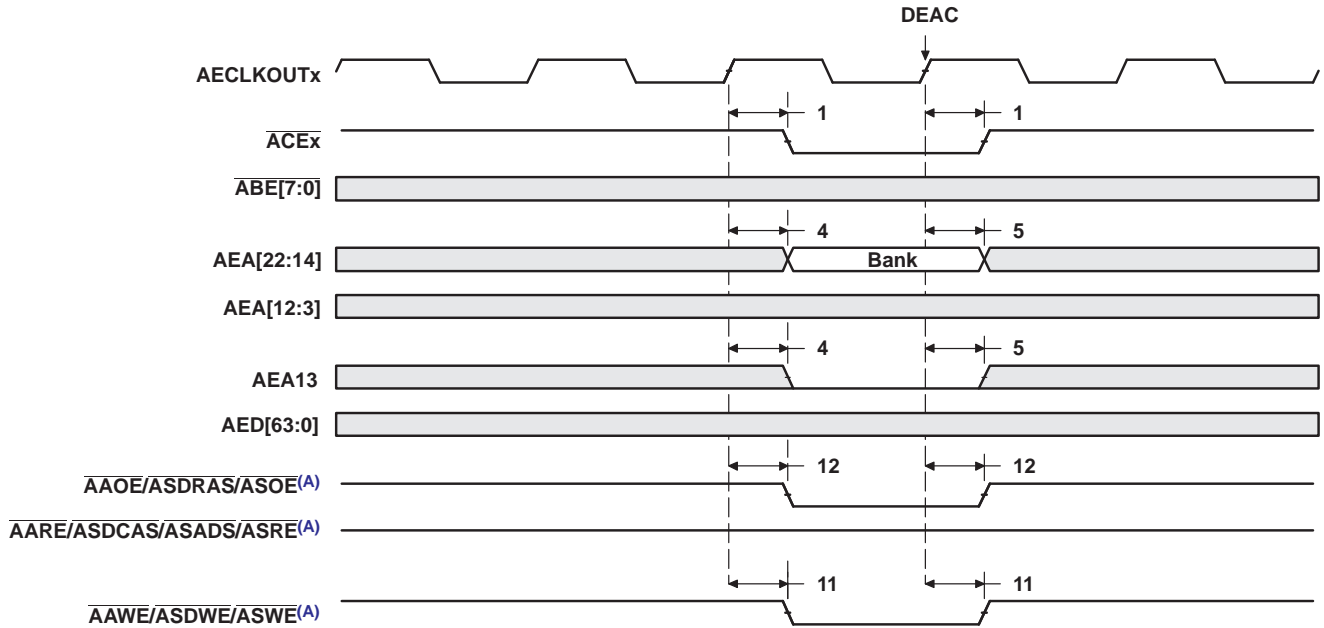 DEAC
AECLKOUTx
1 1
ACEx
ABE[7:0]
4 5
AEA[22:14] Bank
AEA[12:3]
4 5
AEA13
AED[63:0]
12 12
AAOE/ASDRAS/ASOE(A)
AARE/ASDCAS/ASADS/ASRE(A)
11 11
AAWE/ASDWE/ASWE(A)